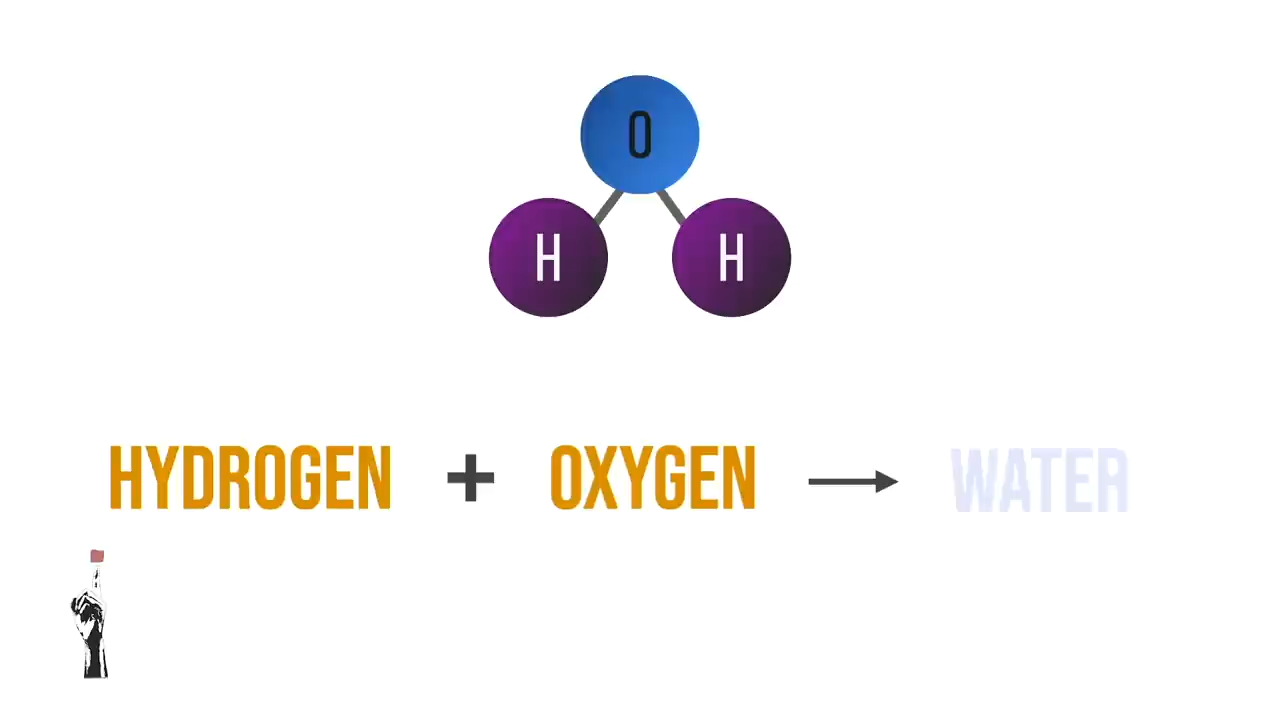 O
H H
HYDROGEN + OXYGEN → WATER